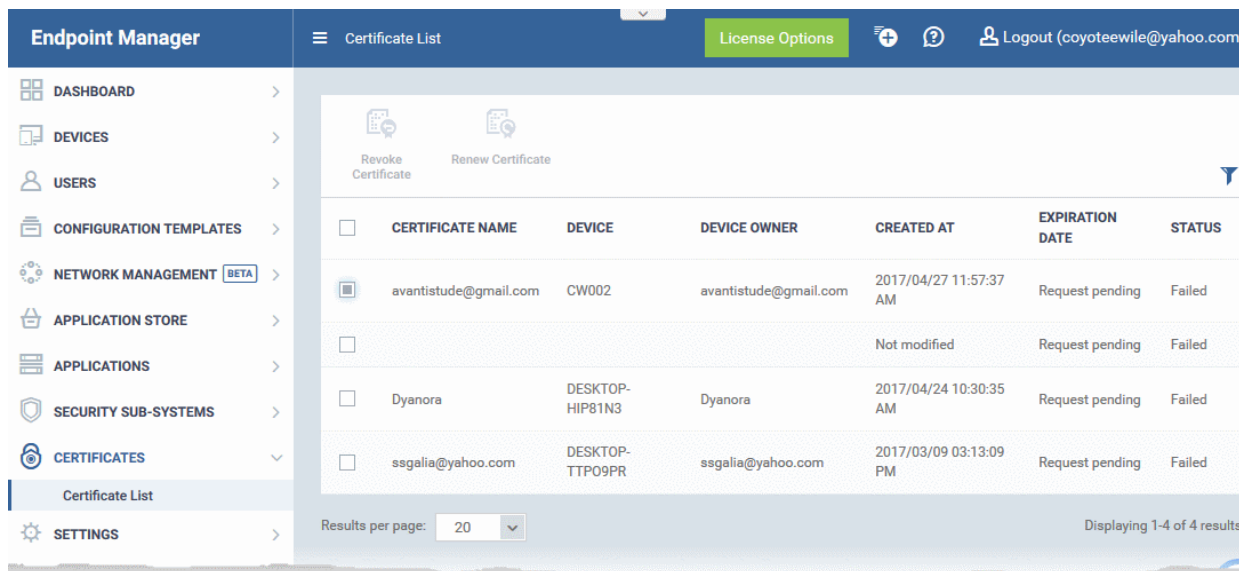 Endpoint Manager
Certificate List
License Options
Logout (coyoteewile@yahoo.com
DASHBOARD
DEVICES
USERS
CONFIGURATION TEMPLATES
NETWORK MANAGEMENT BETA
APPLICATION STORE
APPLICATIONS
SECURITY SUB-SYSTEMS
CERTIFICATES
Certificate List
SETTINGS
Revoke
Certificate
Renew Certificate
CERTIFICATE NAME DEVICE DEVICE OWNER CREATED AT EXPIRATION DATE STATUS
avantistude@gmail.com CW002 avantistude@gmail.com 2017/04/27 11:57:37 AM Request pending Failed
Not modified Request pending Failed
Dyanora DESKTOP-HIP81N3 Dyanora 2017/04/24 10:30:35 AM Request pending Failed
ssgalia@yahoo.com DESKTOP-TTPO9PR ssgalia@yahoo.com 2017/03/09 03:13:09 PM Request pending Failed
Results per page: 20
Displaying 1-4 of 4 results